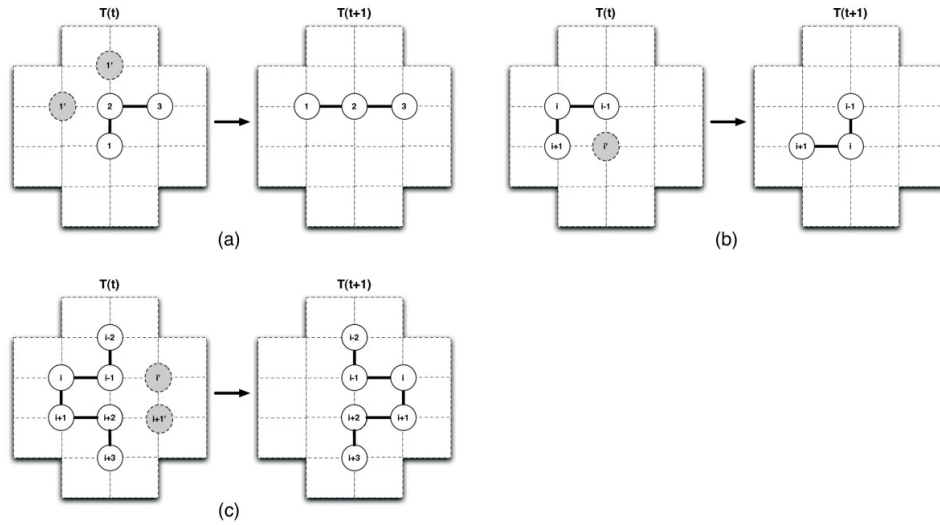 T(t)
T(t+1)
1'
1'
2
3
1
1
2
3
(a)
T(t)
T(t+1)
i
i-1
i+1
i'
i-1
i+1
i
(b)
T(t)
T(t+1)
i-2
i
i-1
i'
i+1
i+2
i+1'
i+3
i-2
i-1
i
i+2
i+1
i+3
(c)